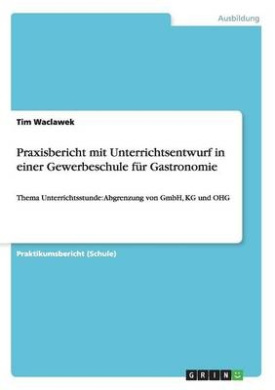 Ausbildung
Tim Waclawek
Praxisbericht mit Unterrichtsentwurf in
einer Gewerbeschule für Gastronomie
Thema Unterrichtsstunde: Abgrenzung von GmbH, KG und OHG
Praktikumsbericht (Schule)
GRIN